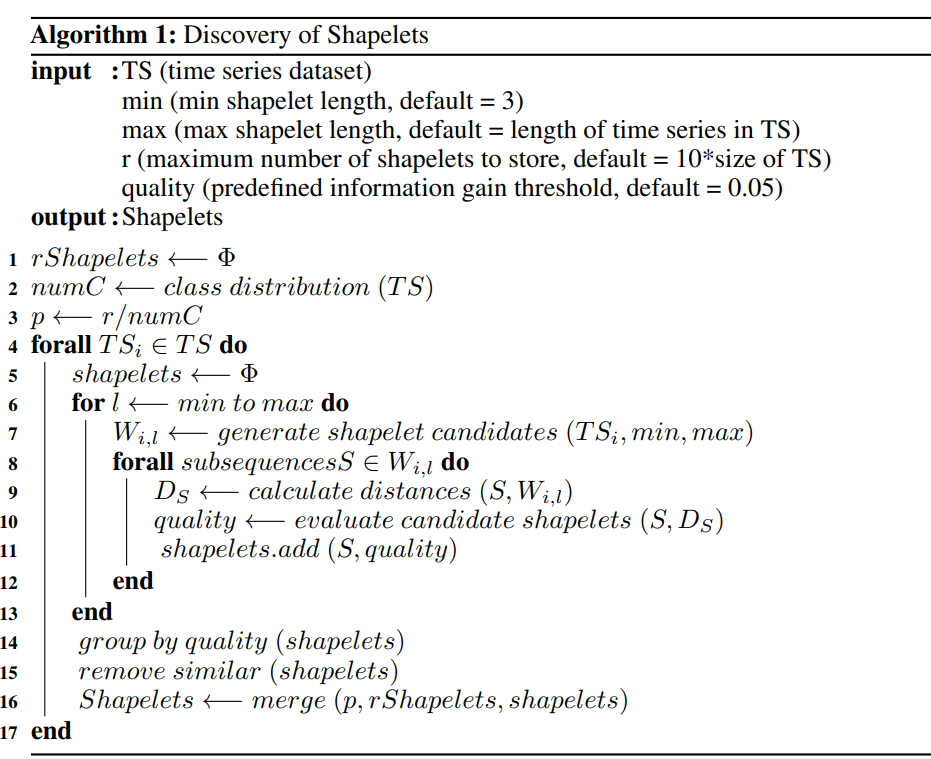 Algorithm 1: Discovery of Shapelets
input :TS (time series dataset)
min (min shapelet length, default = 3)
max (max shapelet length, default = length of time series in TS)
r (maximum number of shapelets to store, default = 10*size of TS)
quality (predefined information gain threshold, default = 0.05)
output:Shapelets
1 rShapelets ⟵ Φ
2 numC ⟵ class distribution (TS)
3 p ⟵ r/numC
4 forall TS_i ∈ TS do
5 shapelets ⟵ Φ
6 for l ⟵ min to max do
7 W_{i,l} ⟵ generate shapelet candidates (TS_i, min, max)
8 forall subsequencesS ∈ W_{i,l} do
9 D_S ⟵ calculate distances (S, W_{i,l})
10 quality ⟵ evaluate candidate shapelets (S, D_S)
11 shapelets.add (S, quality)
12 end
13 end
14 group by quality (shapelets)
15 remove similar (shapelets)
16 Shapelets ⟵ merge (p, rShapelets, shapelets)
17 end